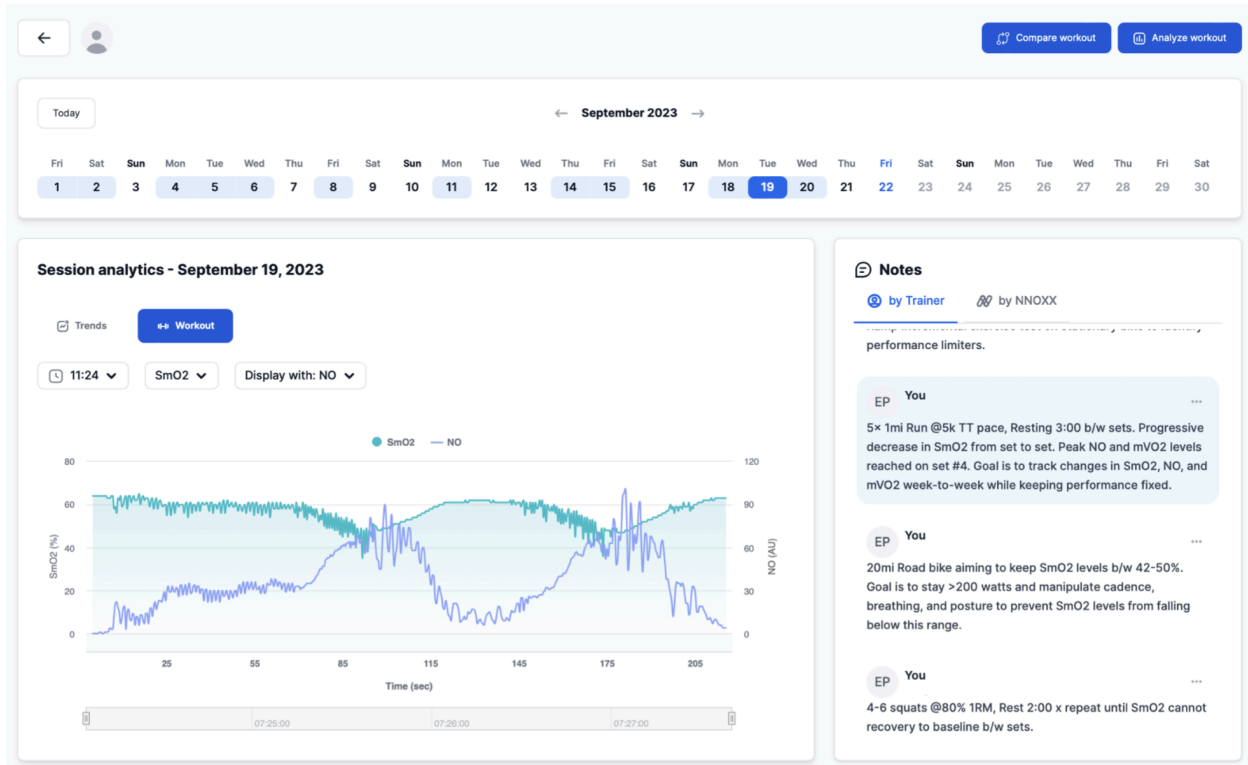 Compare workout
Analyze workout
Today
September 2023
Fri Sat Sun Mon Tue Wed Thu Fri Sat Sun Mon Tue Wed Thu Fri Sat Sun Mon Tue Wed Thu Fri Sat Sun Mon Tue Wed Thu Fri Sat
1 2 3 4 5 6 7 8 9 10 11 12 13 14 15 16 17 18 19 20 21 22 23 24 25 26 27 28 29 30
Session analytics - September 19, 2023
Trends
Workout
11:24
SmO2
Display with: NO
SmO2
NO
80
60
40
20
0
SmO2 (%)
120
90
60
30
0
NO (AU)
25 55 85 115 145 175 205
Time (sec)
07:25:00 07:26:00 07:27:00
Notes
by Trainer
by NNOXX
performance limiters.
EP
You
5× 1mi Run @5k TT pace, Resting 3:00 b/w sets. Progressive
decrease in SmO2 from set to set. Peak NO and mVO2 levels
reached on set #4. Goal is to track changes in SmO2, NO, and
mVO2 week-to-week while keeping performance fixed.
EP
You
20mi Road bike aiming to keep SmO2 levels b/w 42-50%.
Goal is to stay >200 watts and manipulate cadence,
breathing, and posture to prevent SmO2 levels from falling
below this range.
EP
You
4-6 squats @80% 1RM, Rest 2:00 x repeat until SmO2 cannot
recovery to baseline b/w sets.